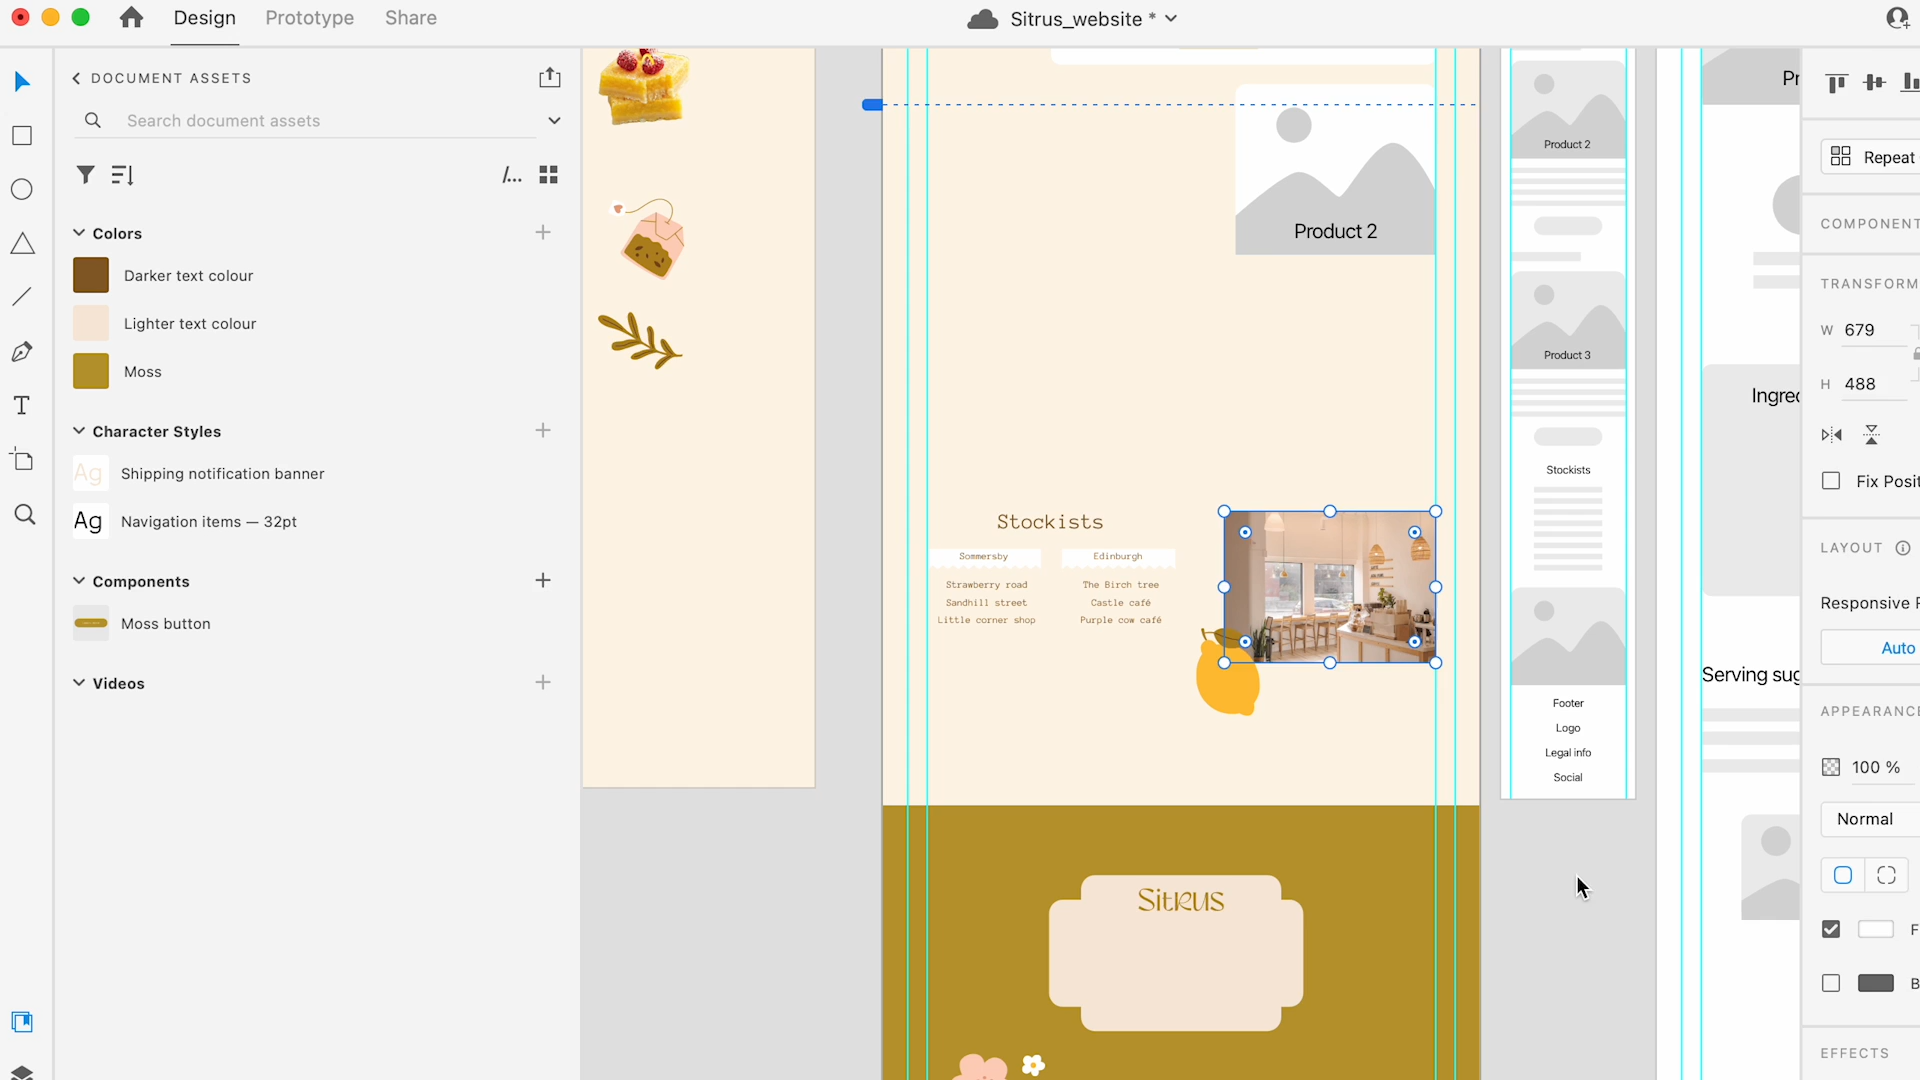 Design Prototype Share
Sitrus_website *
DOCUMENT ASSETS
Search document assets
/...
Colors
Darker text colour
Lighter text colour
Moss
Character Styles
Ag Shipping notification banner
Ag Navigation items — 32pt
Components
Moss button
Videos
Product 2
Stockists
Sommersby
Edinburgh
Strawberry road
Sandhill street
Little corner shop
The Birch tree
Castle café
Purple cow café
Sitrus
Product 2
Product 3
Stockists
Footer
Logo
Legal info
Social
Pr
Ingrec
Serving sug
Repeat
COMPONENT
TRANSFORM
W 679
H 488
Fix Posit
LAYOUT
Responsive R
Auto
APPEARANCE
100 %
Normal
F
B
EFFECTS